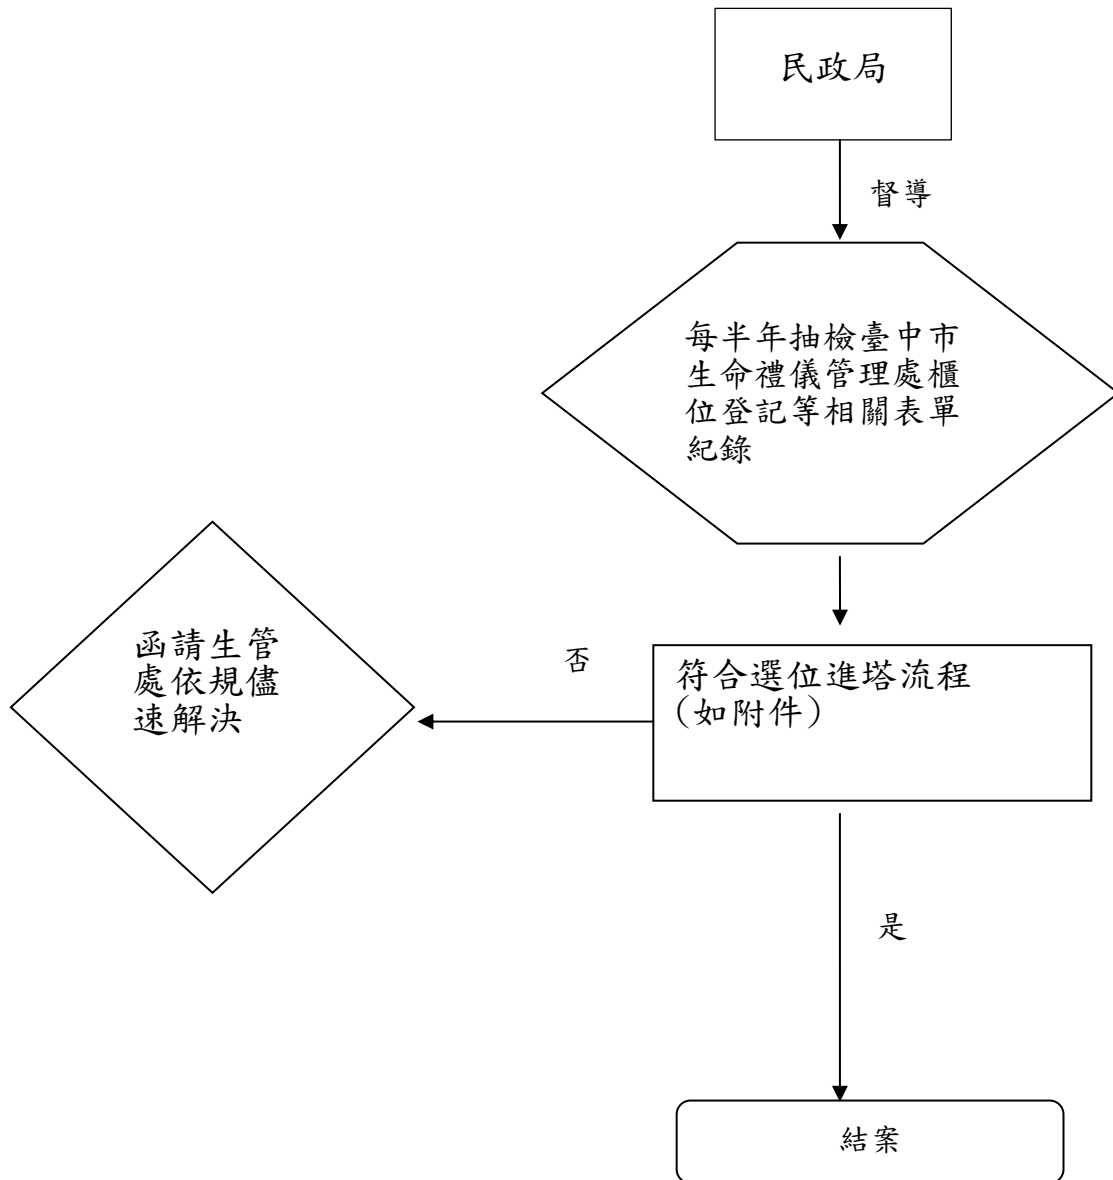 民政局
督導
每半年抽檢臺中市
生命禮儀管理處櫃
位登記等相關表單
紀錄
符合選位進塔流程
(如附件)
否
函請生管
處依規儘
速解決
是
結案